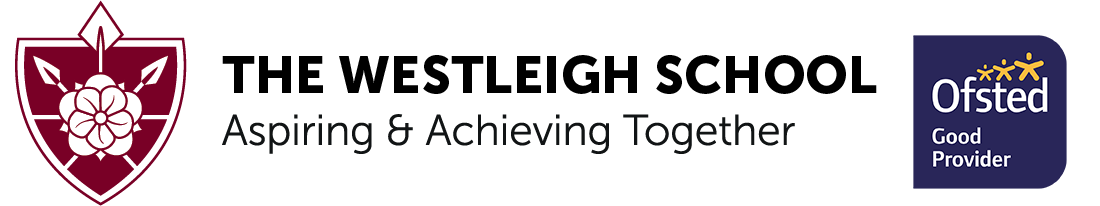 THE WESTLEIGH SCHOOL
Aspiring & Achieving Together
Ofsted
Good
Provider